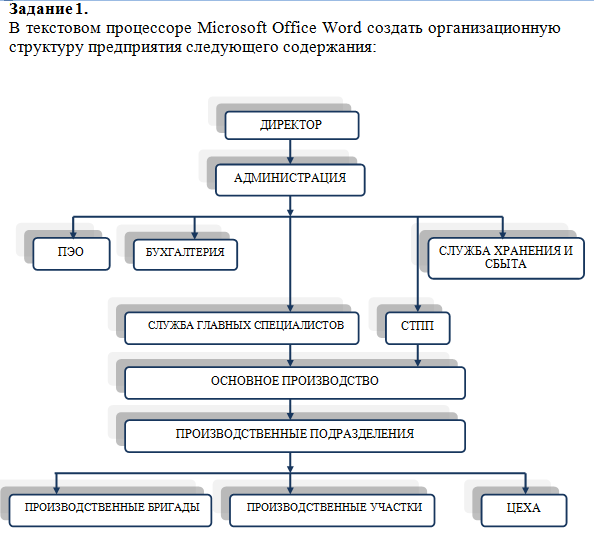 Задание 1.
В текстовом процессоре Microsoft Office Word создать организационную
структуру предприятия следующего содержания:
ДИРЕКТОР
АДМИНИСТРАЦИЯ
ПЭО
БУХГАЛТЕРИЯ
СЛУЖБА ХРАНЕНИЯ И
СБЫТА
СЛУЖБА ГЛАВНЫХ СПЕЦИАЛИСТОВ
СТПП
ОСНОВНОЕ ПРОИЗВОДСТВО
ПРОИЗВОДСТВЕННЫЕ ПОДРАЗДЕЛЕНИЯ
ПРОИЗВОДСТВЕННЫЕ БРИГАДЫ
ПРОИЗВОДСТВЕННЫЕ УЧАСТКИ
ЦЕХА